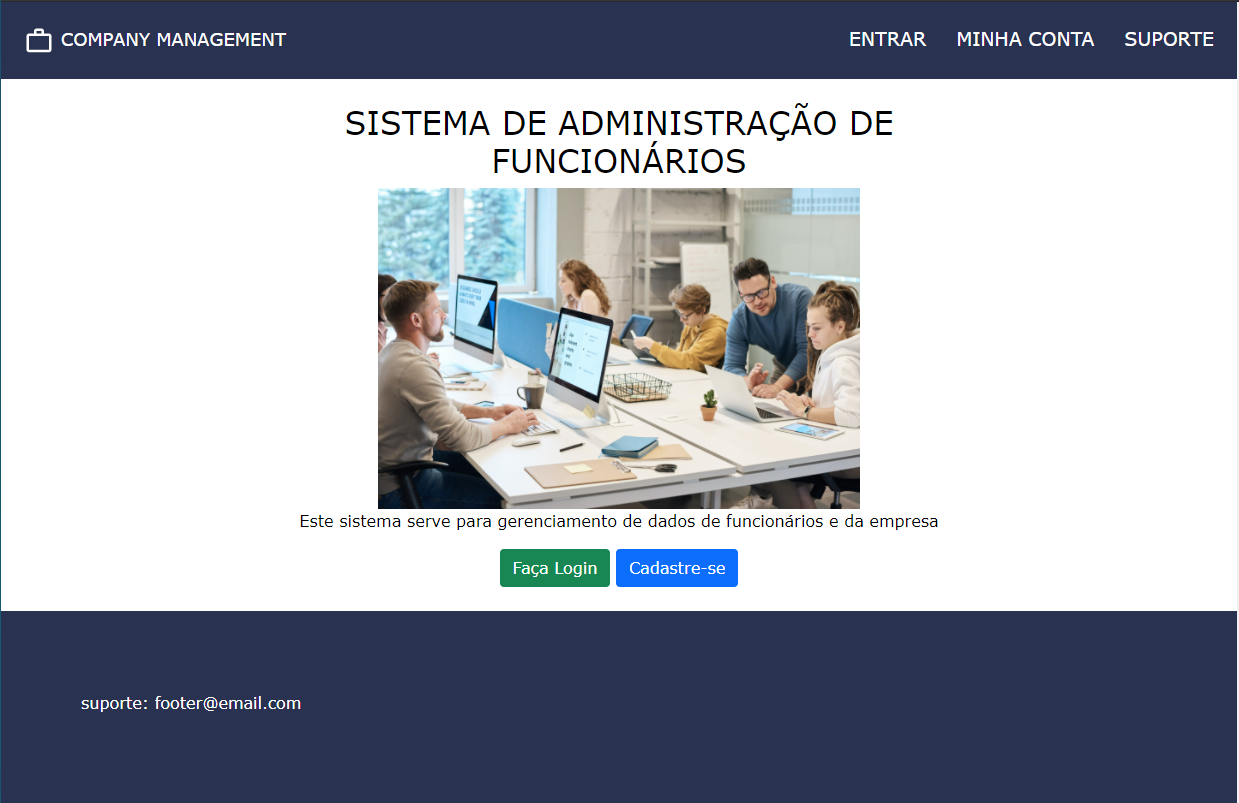 COMPANY MANAGEMENT
ENTRAR MINHA CONTA SUPORTE
SISTEMA DE ADMINISTRAÇÃO DE
FUNCIONÁRIOS
Este sistema serve para gerenciamento de dados de funcionários e da empresa
Faça Login Cadastre-se
suporte: footer@email.com